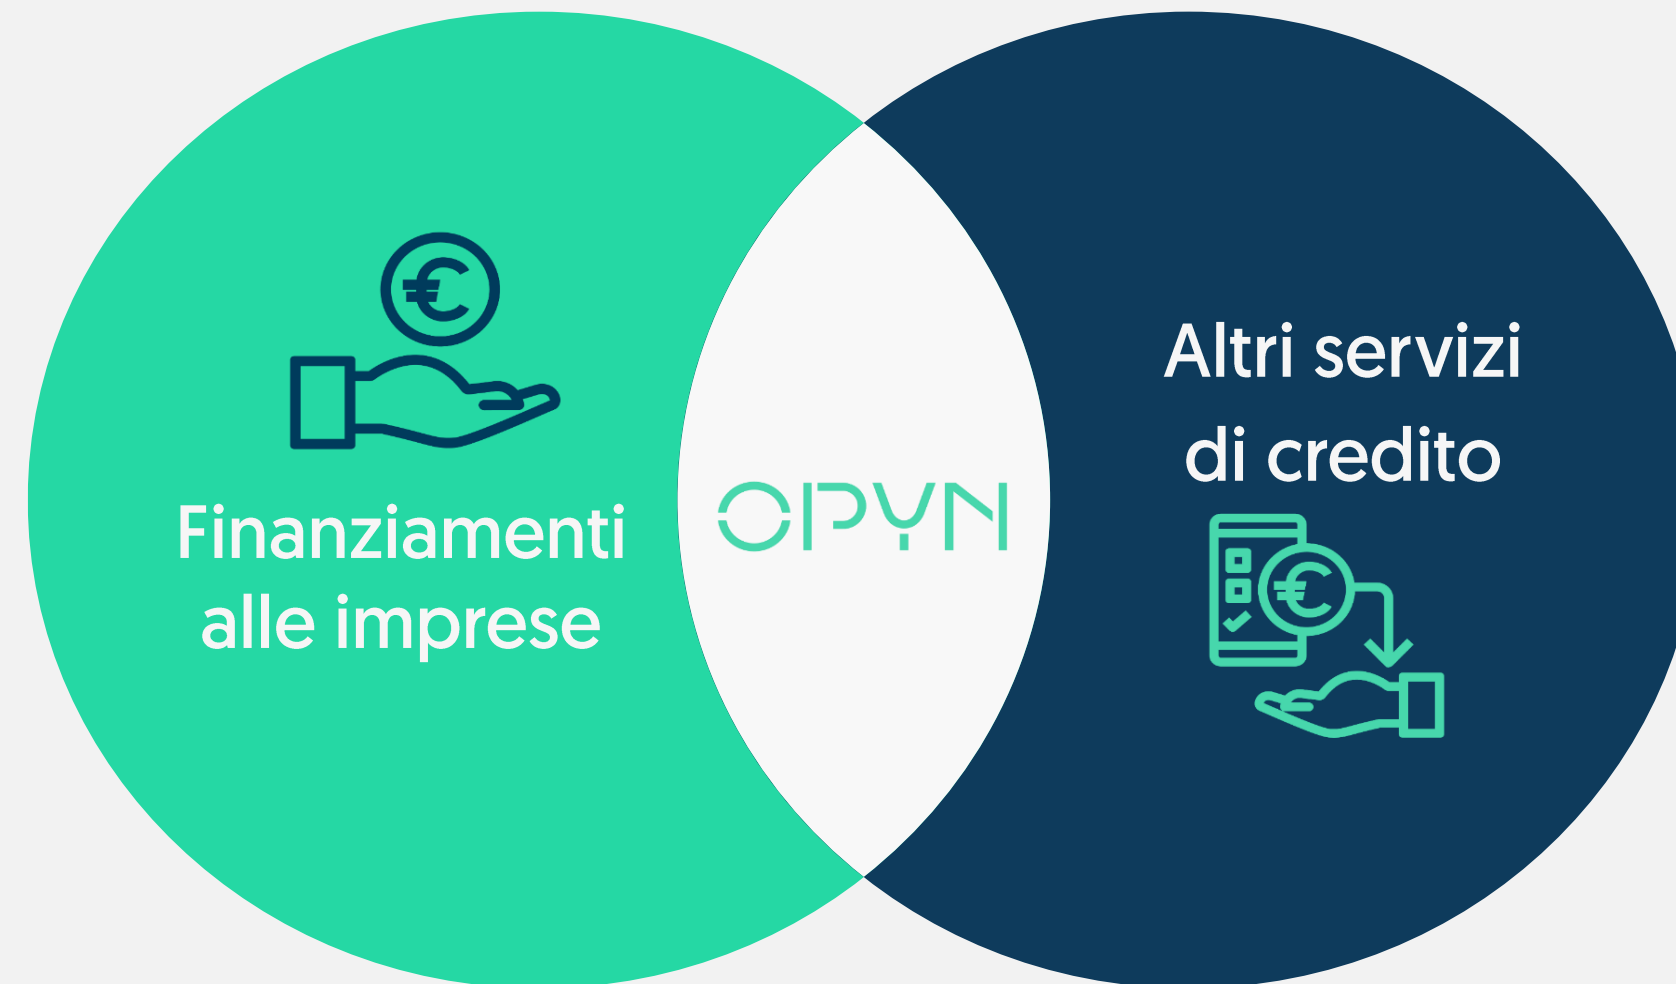 Finanziamenti
alle imprese
OPYN
Altri servizi
di credito